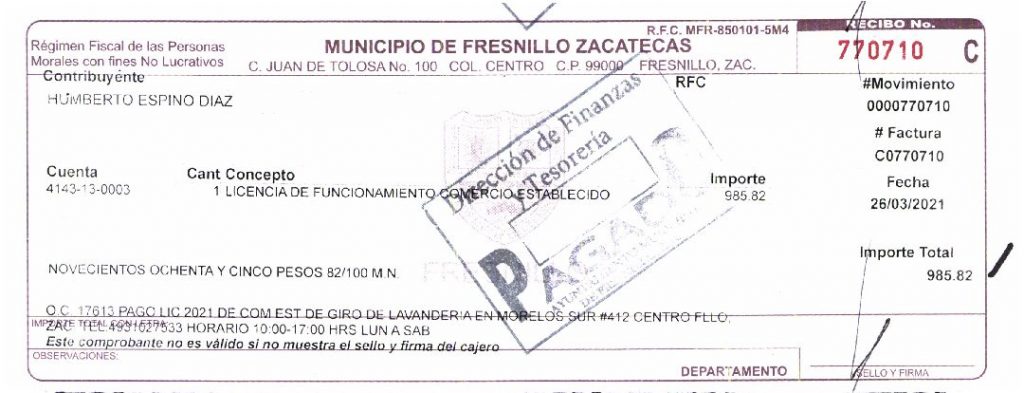 R.F.C. MFR-850101-5M4
RECIBO No.
Régimen Fiscal de las Personas
Morales con fines No Lucrativos
MUNICIPIO DE FRESNILLO ZACATECAS
C. JUAN DE TOLOSA No. 100 COL. CENTRO C.P. 99000 FRESNILLO, ZAC.
770710 C
Contribuyente
RFC
#Movimiento
HUMBERTO ESPINO DIAZ
0000770710
# Factura
C0770710
Dirección de Finanzas
y Tesorería
PAGADO
Cuenta
Cant Concepto
Importe
Fecha
4143-13-0003
1 LICENCIA DE FUNCIONAMIENTO COMERCIO ESTABLECIDO
985.82
26/03/2021
Importe Total
NOVECIENTOS OCHENTA Y CINCO PESOS 82/100 M.N.
985.82
O.C. 17613 PAGO LIC 2021 DE COM EST DE GIRO DE LAVANDERIA EN MORELOS SUR #412 CENTRO FLLO.
IMPORTE TOTAL CON LETRA
ZAC TEL.4931027533 HORARIO 10:00-17:00 HRS LUN A SAB
Este comprobante no es válido si no muestra el sello y firma del cajero
OBSERVACIONES:
DEPARTAMENTO
SELLO Y FIRMA